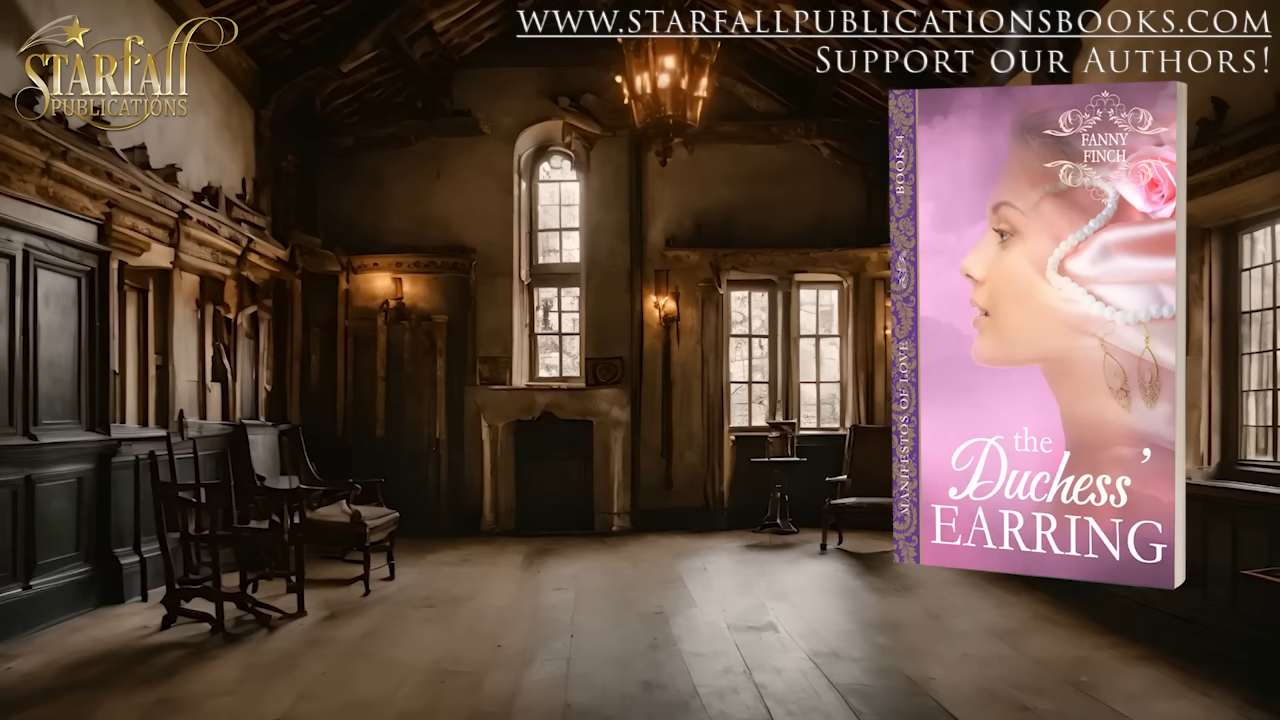 STARfall
PUBLICATIONS
WWW.STARFALLPUBLICATIONSBOOKS.COM
SUPPORT OUR AUTHORS!
BOOK 4
MANIFESTOS OF LOVE
FANNY
FINCH
the
Duchess'
EARRING